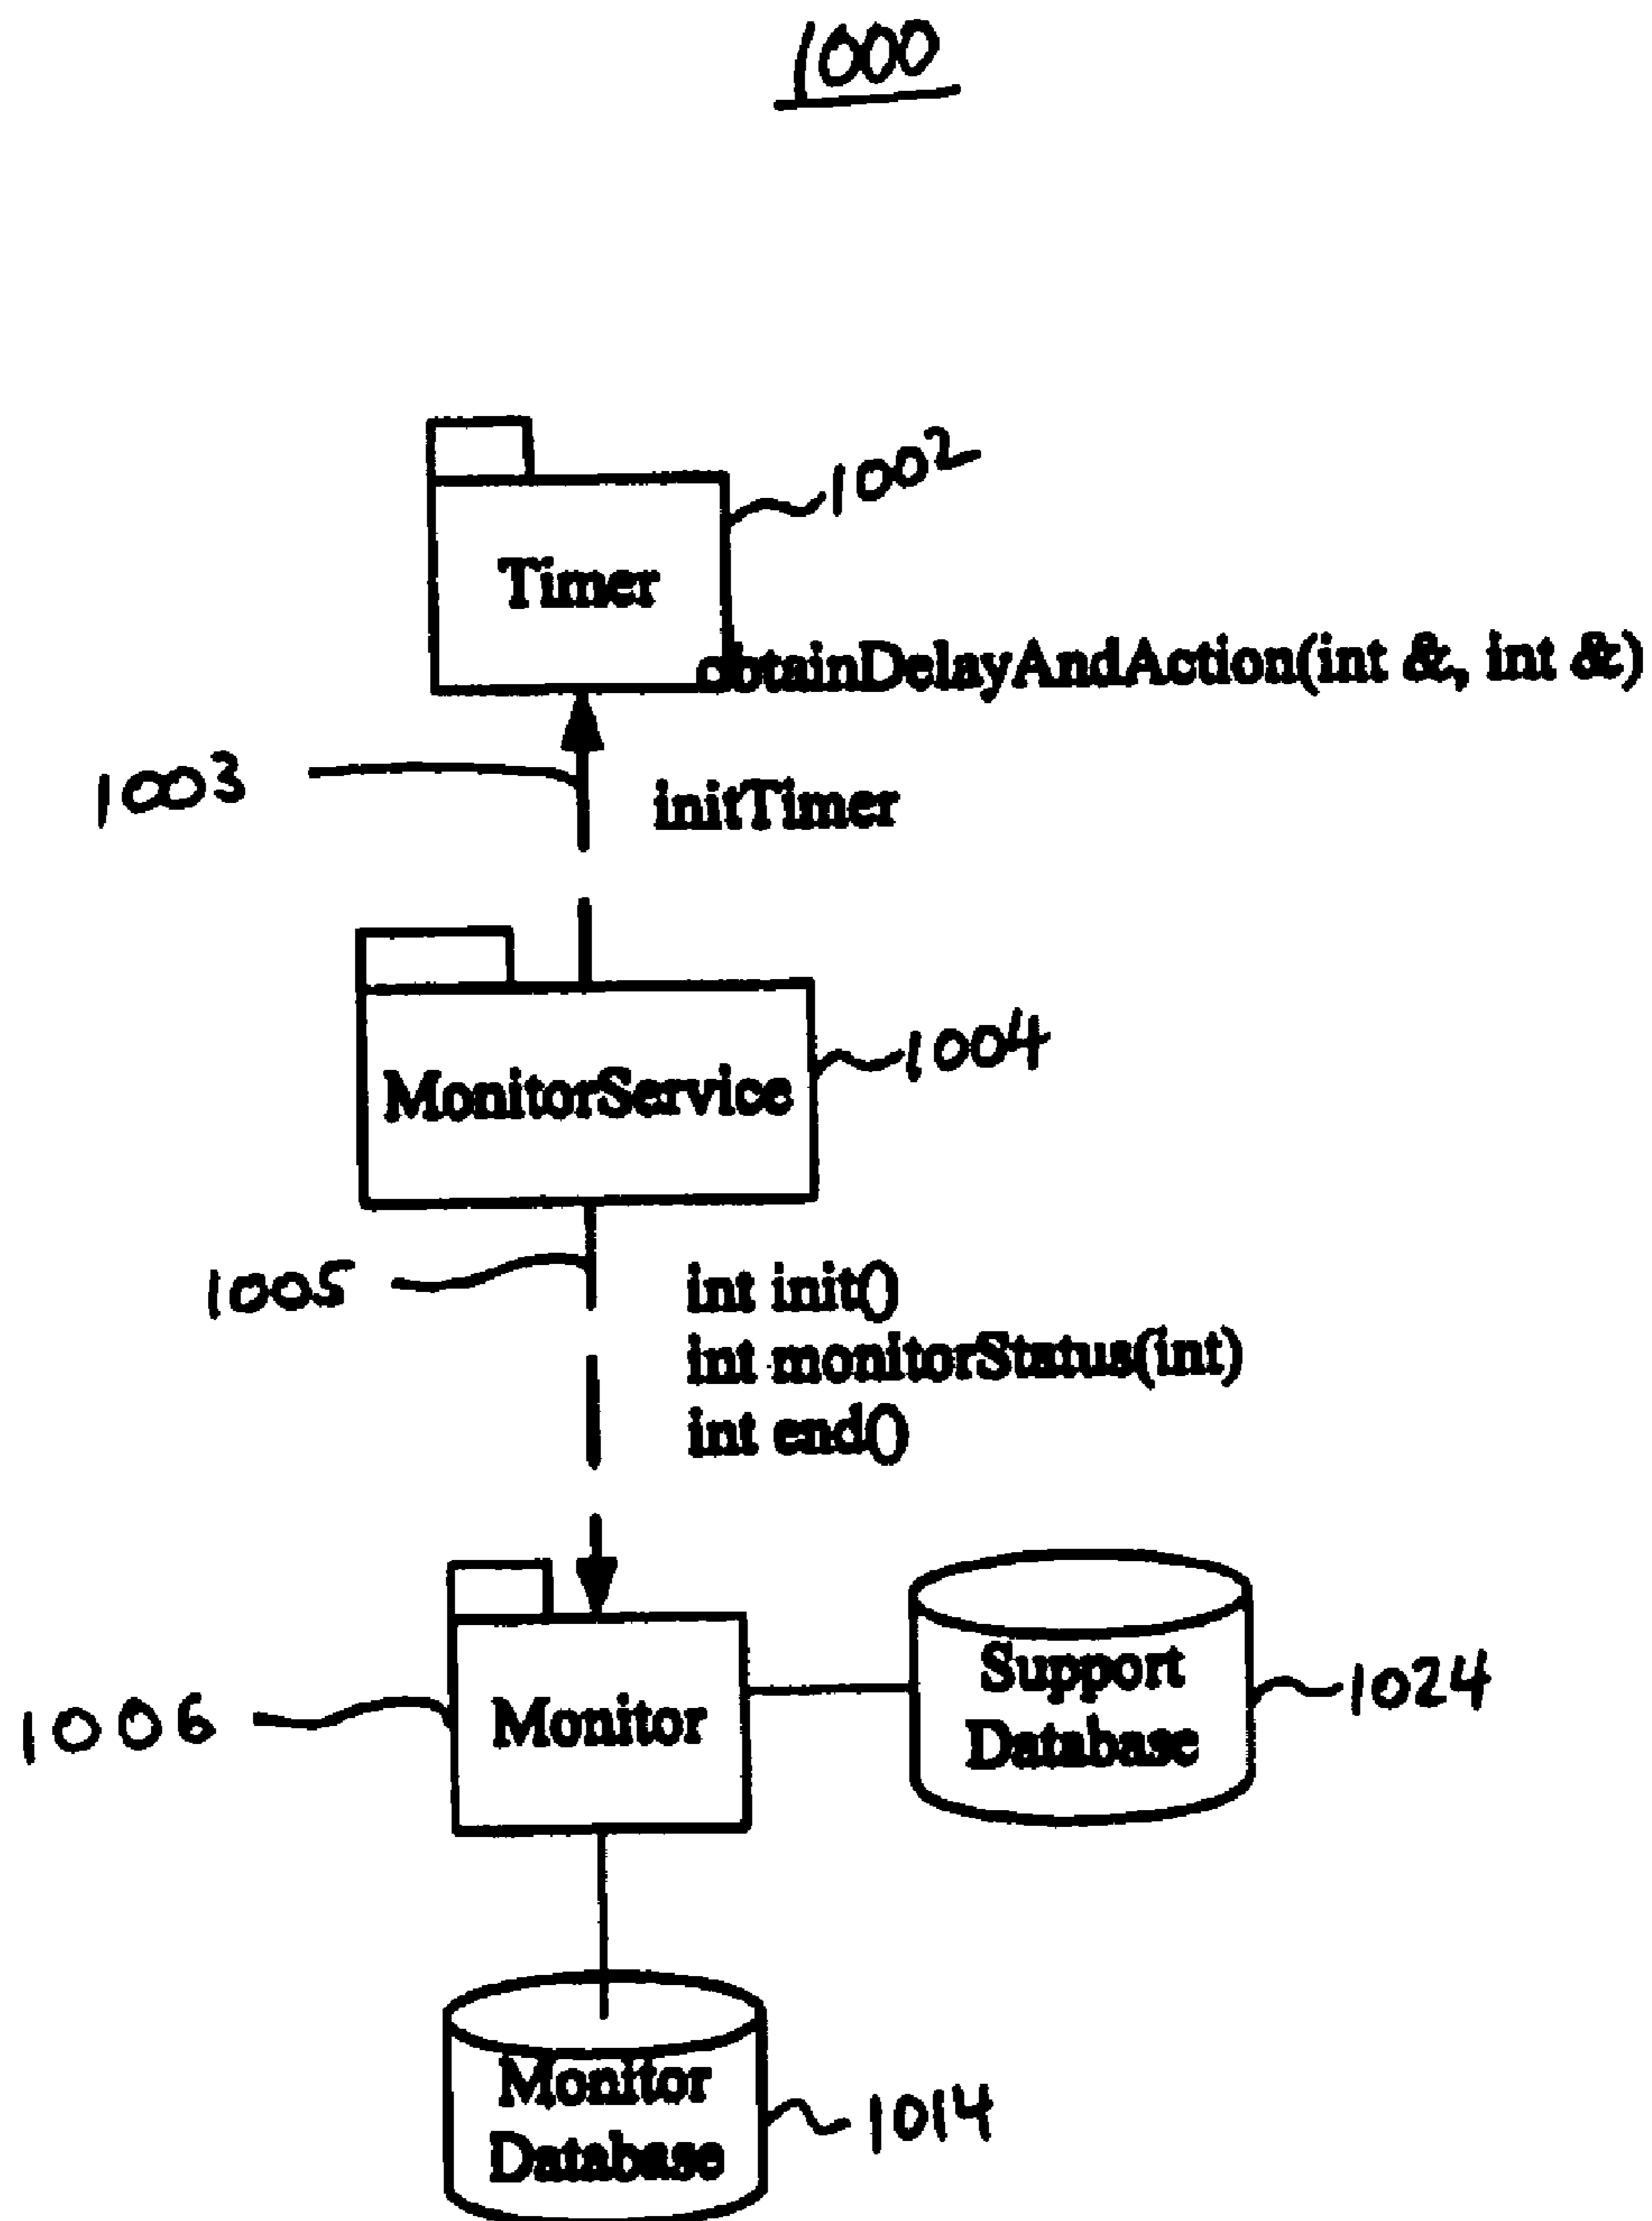 1000
1002
Timer
obtainDelayAndAction(int &, int &)
1003
initTimer
1004
MonitorService
1005
int init()
int monitorStatus(int)
int end()
Support
Database
1024
1006
Monitor
Monitor
Database
1014